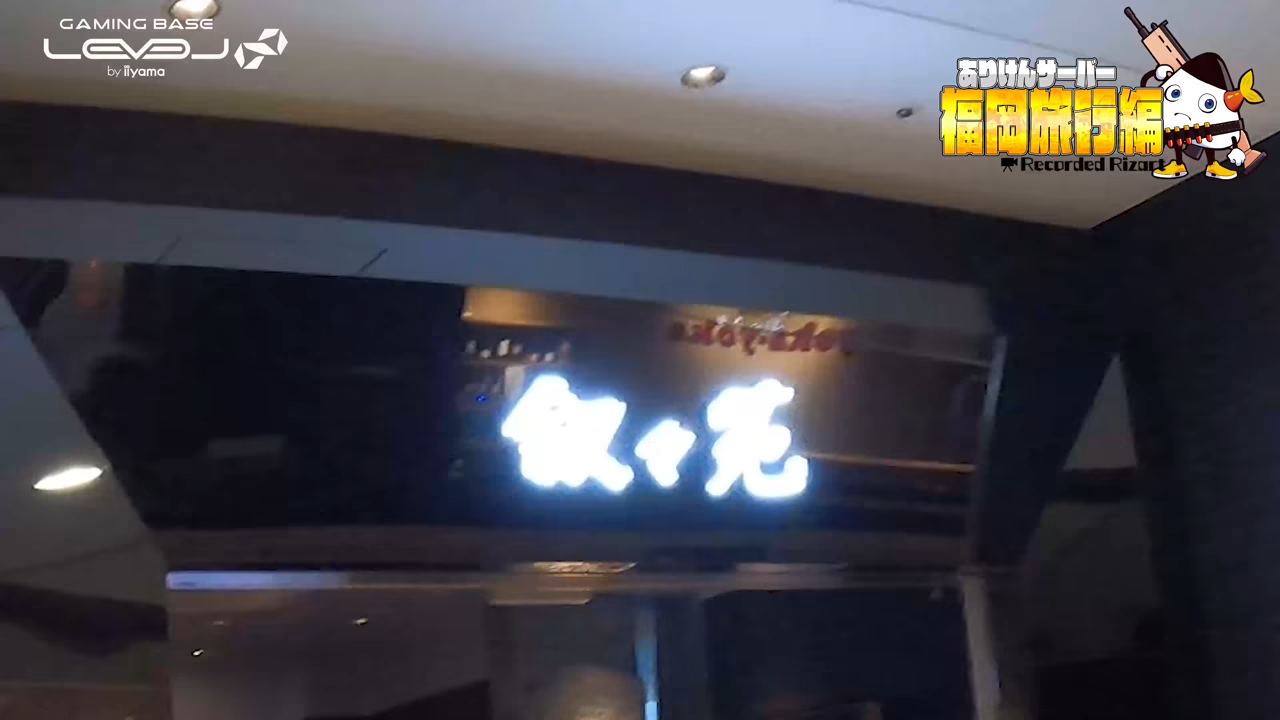 GAMING BASE
LEVEL
by iiyama
ありけんサーバー
福岡旅行編
Recorded Rizart
叙々苑